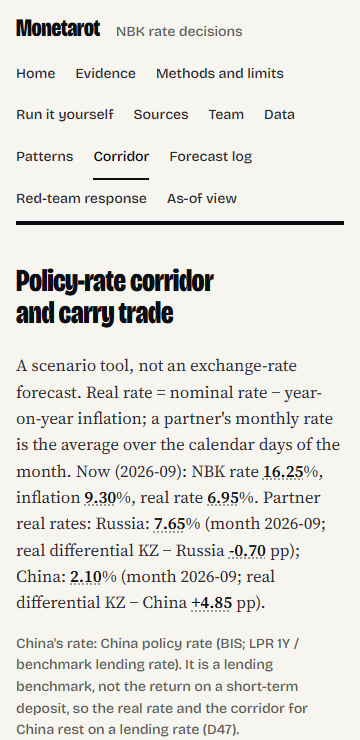 Monetarot NBK rate decisions
Home Evidence Methods and limits
Run it yourself Sources Team Data
Patterns Corridor Forecast log
Red-team response As-of view
Policy-rate corridor
and carry trade
A scenario tool, not an exchange-rate
forecast. Real rate = nominal rate − year-
on-year inflation; a partner's monthly rate
is the average over the calendar days of the
month. Now (2026-09): NBK rate 16.25%,
inflation 9.30%, real rate 6.95%. Partner
real rates: Russia: 7.65% (month 2026-09;
real differential KZ − Russia -0.70 pp);
China: 2.10% (month 2026-09; real
differential KZ − China +4.85 pp).
China's rate: China policy rate (BIS; LPR 1Y /
benchmark lending rate). It is a lending
benchmark, not the return on a short-term
deposit, so the real rate and the corridor for
China rest on a lending rate (D47).